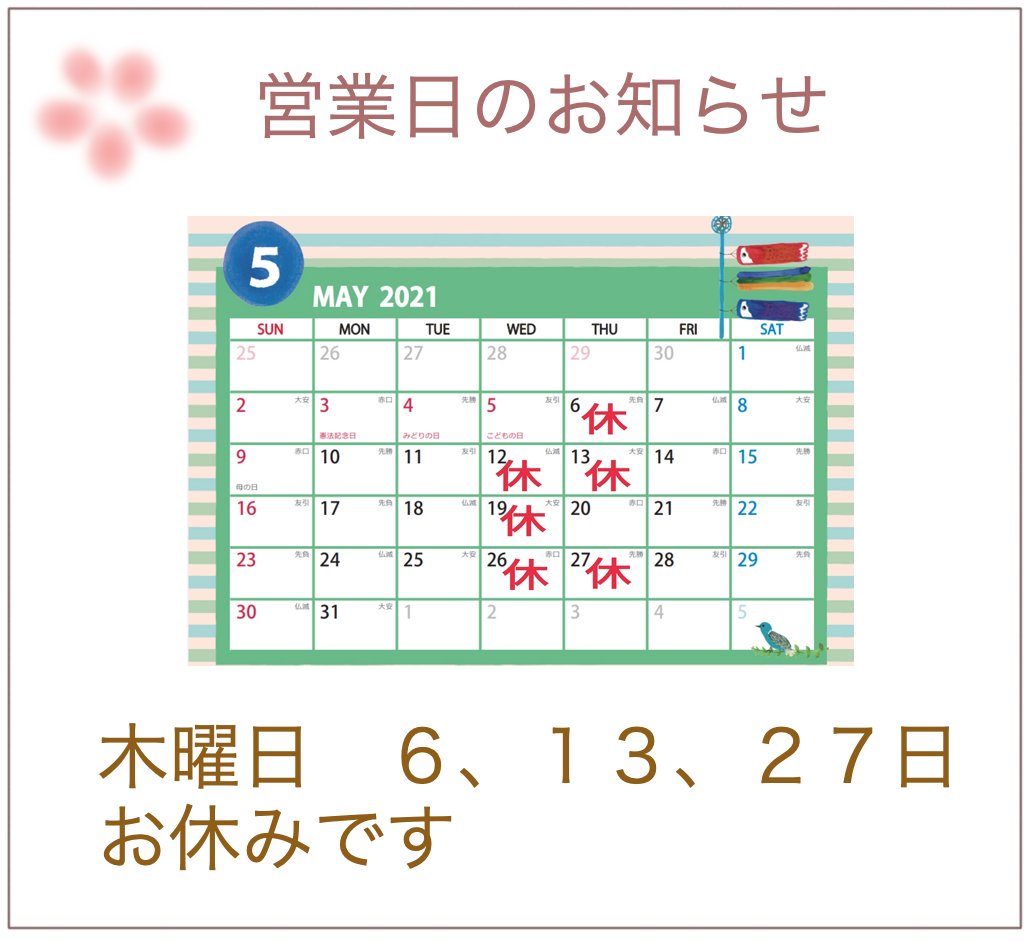 営業日のお知らせ
5
MAY 2021
SUN MON TUE WED THU FRI SAT
25 26 27 28 29 30 1 仏滅
2 大安 3 赤口 4 先勝 5 友引 6 休 先負 7 仏滅 8 大安
憲法記念日 みどりの日 こどもの日
9 赤口 10 先勝 11 友引 12 休 仏滅 13 休 大安 14 赤口 15 先勝
母の日
16 友引 17 先負 18 仏滅 19 休 大安 20 赤口 21 先勝 22 友引
23 先負 24 仏滅 25 大安 26 休 赤口 27 休 先勝 28 友引 29 先負
30 仏滅 31 大安 1 2 3 4 5
木曜日　６、１３、２７日
お休みです